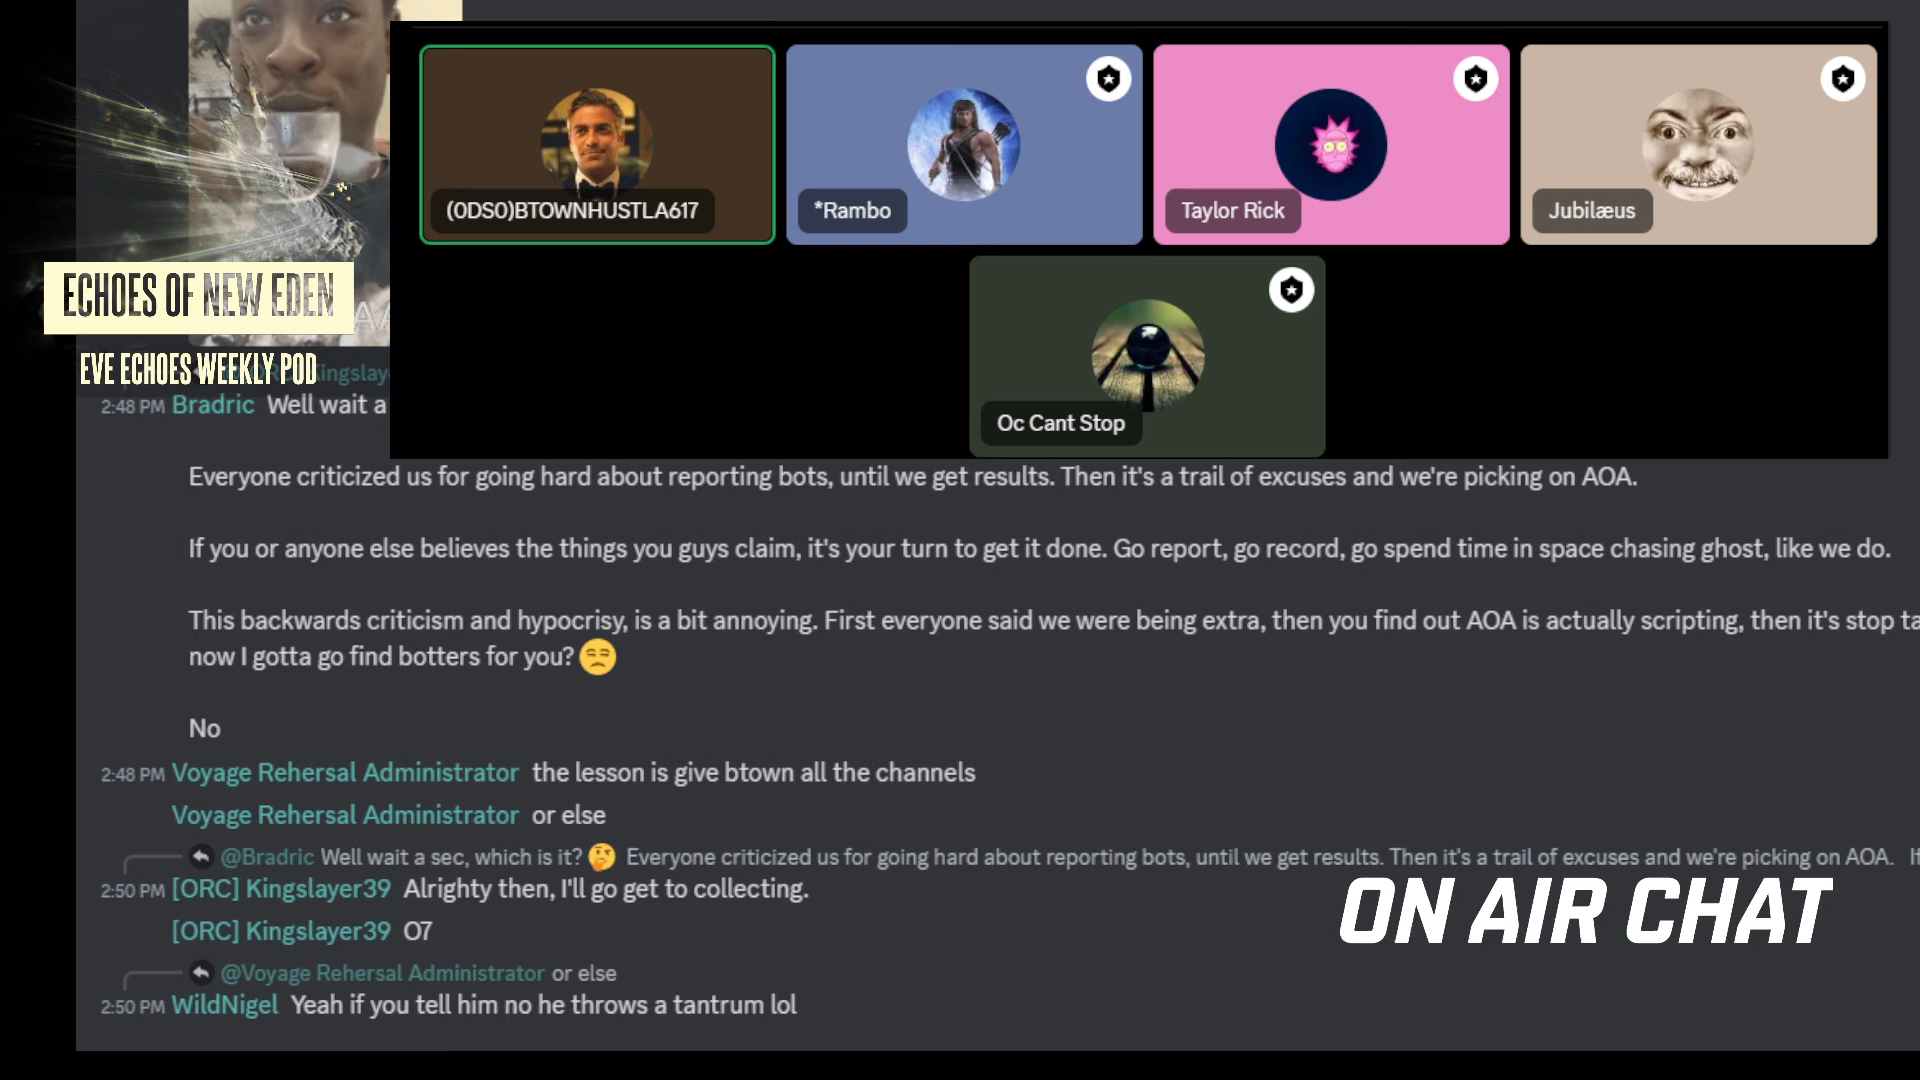 (ODSO)BTOWNHUSTLA617
*Rambo
Taylor Rick
Jubilæus
Oc Cant Stop
ECHOES OF NEW EDEN
EVE ECHOES WEEKLY POD
2:48 PM Bradric Well wait a
Everyone criticized us for going hard about reporting bots, until we get results. Then it's a trail of excuses and we're picking on AOA.
If you or anyone else believes the things you guys claim, it's your turn to get it done. Go report, go record, go spend time in space chasing ghost, like we do.
This backwards criticism and hypocrisy, is a bit annoying. First everyone said we were being extra, then you find out AOA is actually scripting, then it's stop ta
now I gotta go find botters for you? 😒
No
2:48 PM Voyage Rehersal Administrator the lesson is give btown all the channels
Voyage Rehersal Administrator or else
@Bradric Well wait a sec, which is it? 🤔 Everyone criticized us for going hard about reporting bots, until we get results. Then it's a trail of excuses and we're picking on AOA. If
2:50 PM [ORC] Kingslayer39 Alrighty then, I'll go get to collecting.
[ORC] Kingslayer39 O7
ON AIR CHAT
@Voyage Rehersal Administrator or else
2:50 PM WildNigel Yeah if you tell him no he throws a tantrum lol